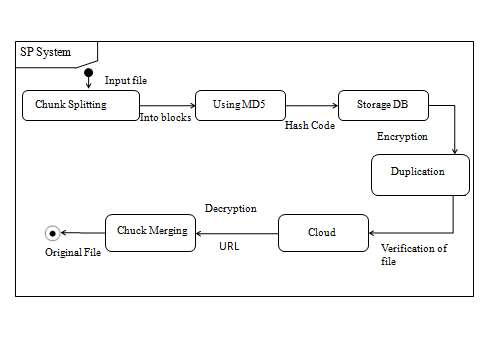 SP System
Input file
Chunk Splitting
Into blocks
Using MD5
Hash Code
Storage DB
Encryption
Duplication
Verification of
file
Cloud
Decryption
URL
Chuck Merging
Original File